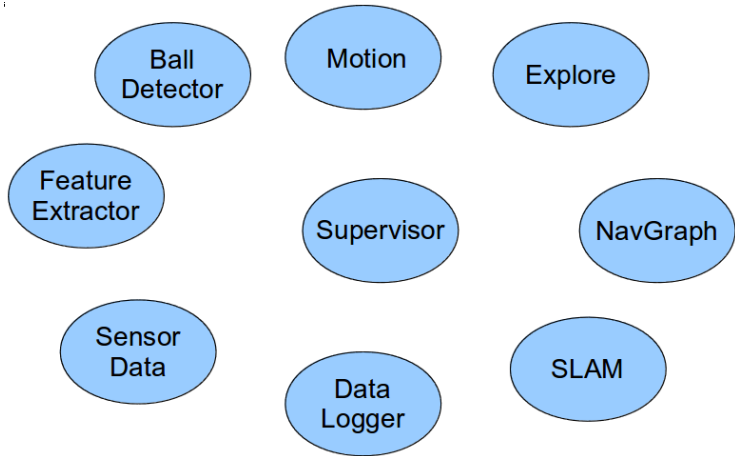 Ball
Detector
Motion
Explore
Feature
Extractor
Supervisor
NavGraph
Sensor
Data
Data
Logger
SLAM